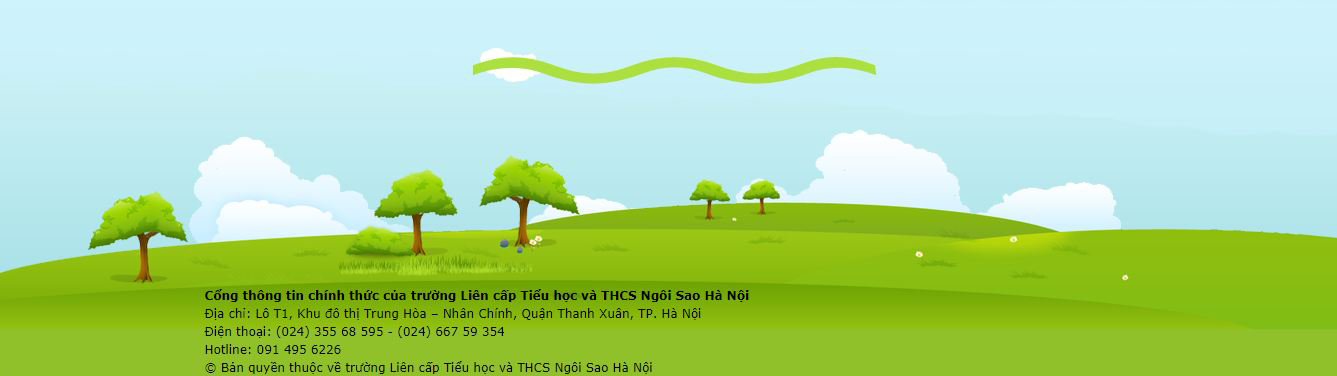 Cổng thông tin chính thức của trường Liên cấp Tiểu học và THCS Ngôi Sao Hà Nội
Địa chỉ: Lô T1, Khu đô thị Trung Hòa – Nhân Chính, Quận Thanh Xuân, TP. Hà Nội
Điện thoại: (024) 355 68 595 - (024) 667 59 354
Hotline: 091 495 6226
© Bản quyền thuộc về trường Liên cấp Tiểu học và THCS Ngôi Sao Hà Nội